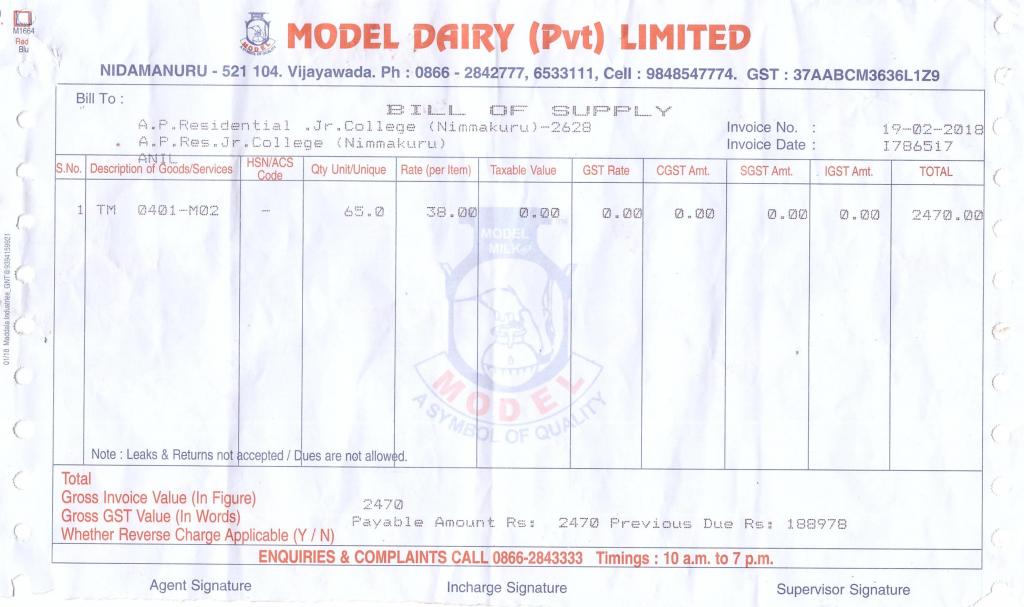 M1664
Red
Blu
MODEL
MODEL DAIRY (Pvt) LIMITED
NIDAMANURU - 521 104. Vijayawada. Ph : 0866 - 2842777, 6533111, Cell : 9848547774. GST : 37AABCM3636L1Z9
Bill To :
BILL OF SUPPLY
A.P.Residential .Jr.College (Nimmakuru)-2628
Invoice No. : 19-02-2018
A.P.Res.Jr.College (Nimmakuru)
Invoice Date : I786517
ANIL
S.No. Description of Goods/Services HSN/ACS Code Qty Unit/Unique Rate (per Item) Taxable Value GST Rate CGST Amt. SGST Amt. IGST Amt. TOTAL
1 TM 0401-M02 - 65.0 38.00 0.00 0.00 0.00 0.00 0.00 2470.00
MODEL
MILK
MODEL
A SYMBOL OF QUALITY
Note : Leaks & Returns not accepted / Dues are not allowed.
Total
Gross Invoice Value (In Figure) 2470
Gross GST Value (In Words) Payable Amount Rs: 2470 Previous Due Rs: 188978
Whether Reverse Charge Applicable (Y / N)
ENQUIRIES & COMPLAINTS CALL 0866-2843333 Timings : 10 a.m. to 7 p.m.
Agent Signature Incharge Signature Supervisor Signature